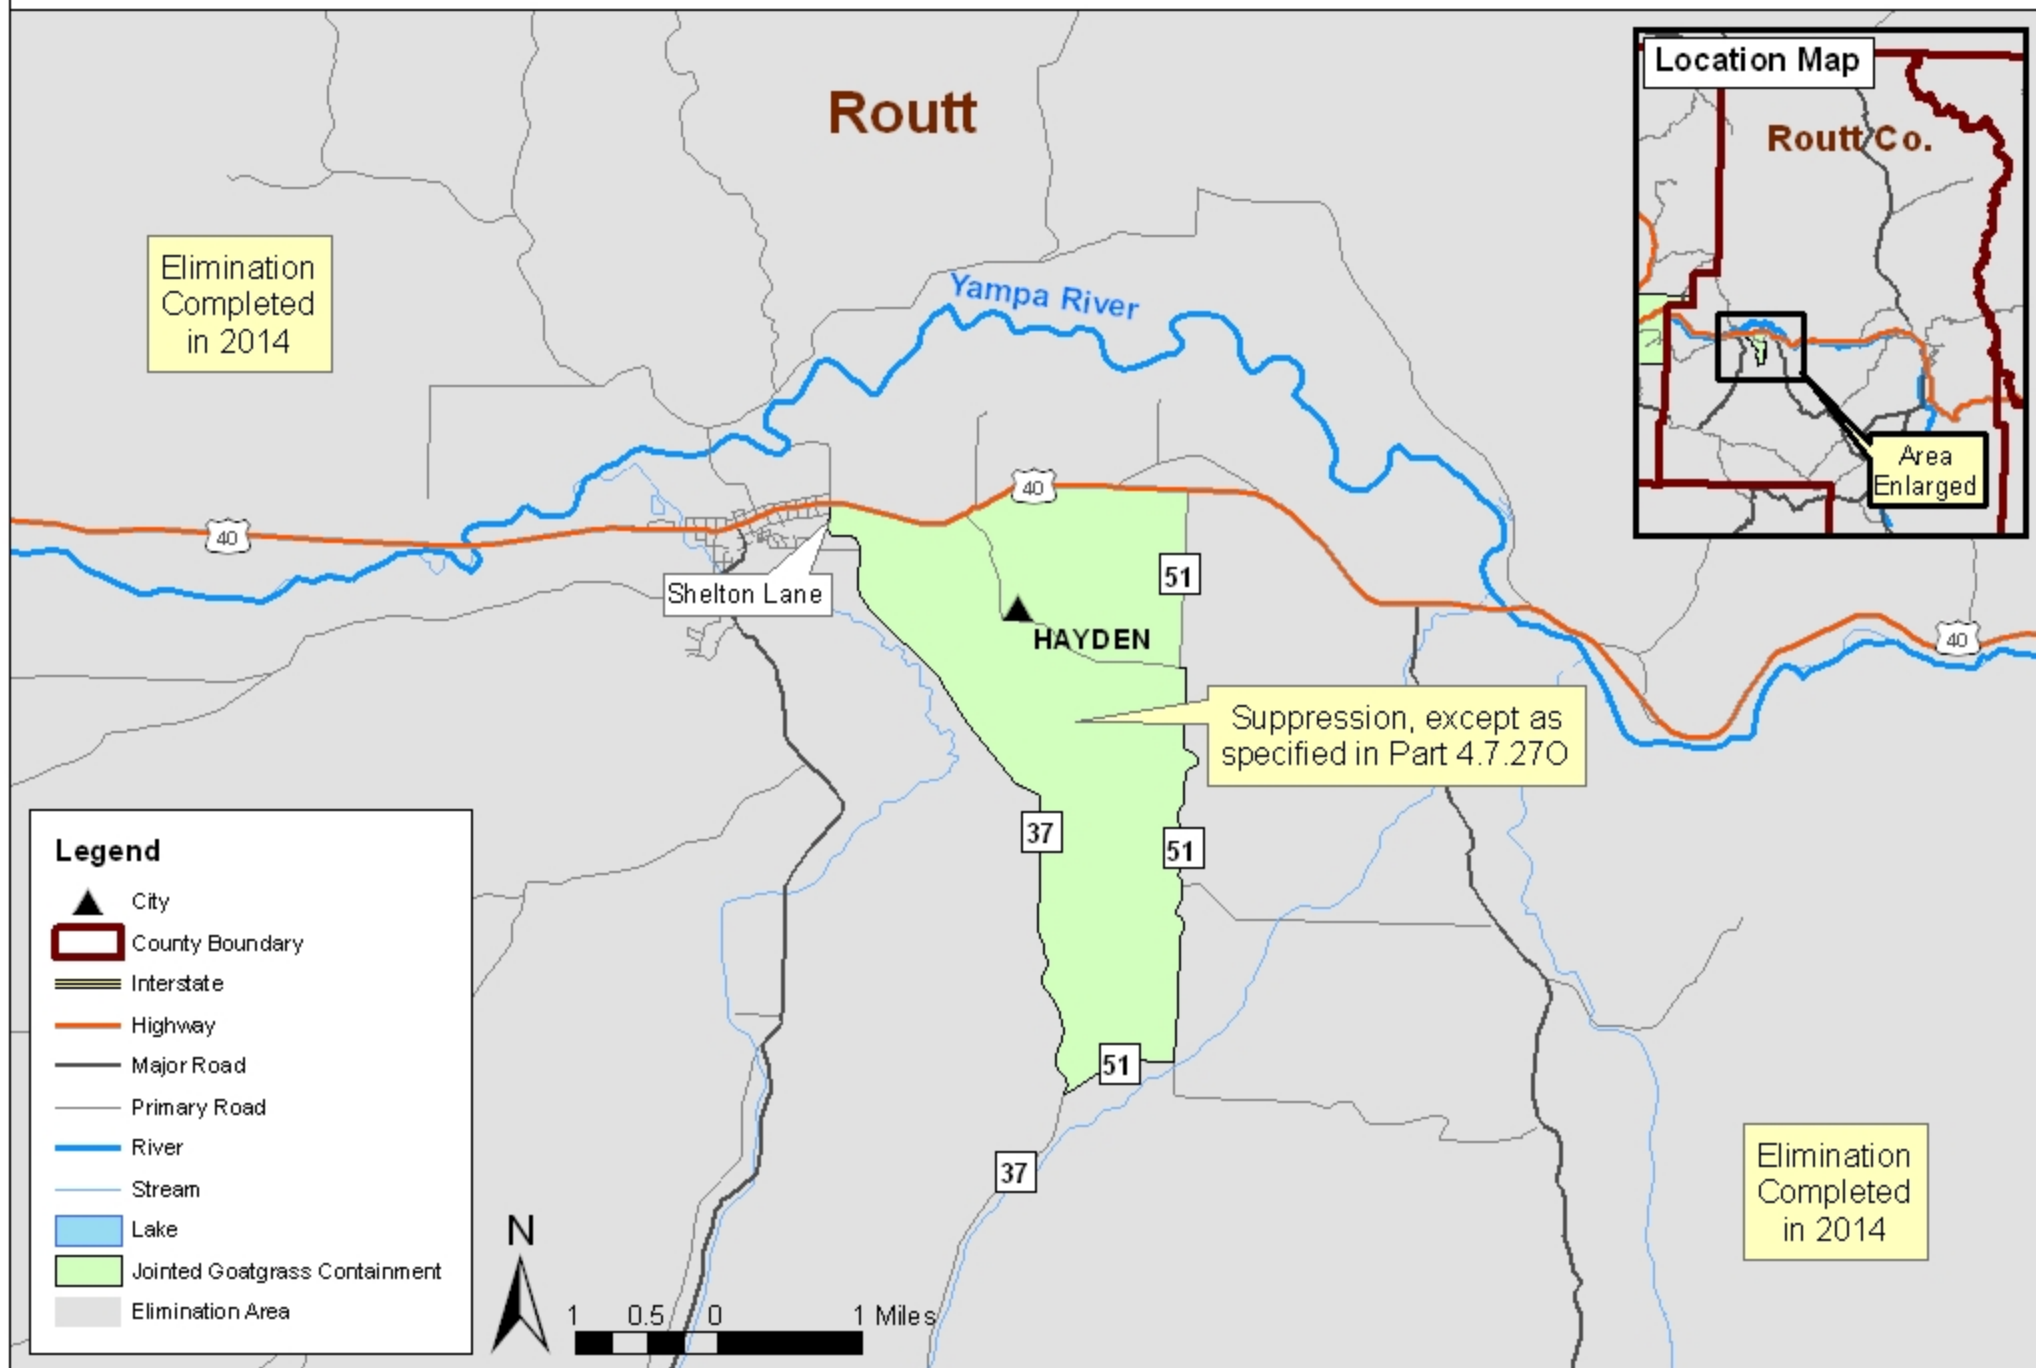 Routt
Location Map
Routt Co.
Area
Enlarged
Elimination
Completed
in 2014
Yampa River
40
40
51
Shelton Lane
HAYDEN
40
Suppression, except as
specified in Part 4.7.27O
37
51
51
37
Legend
City
County Boundary
Interstate
Highway
Major Road
Primary Road
River
Stream
Lake
Jointed Goatgrass Containment
Elimination Area
N
1 0.5 0 1 Miles
Elimination
Completed
in 2014